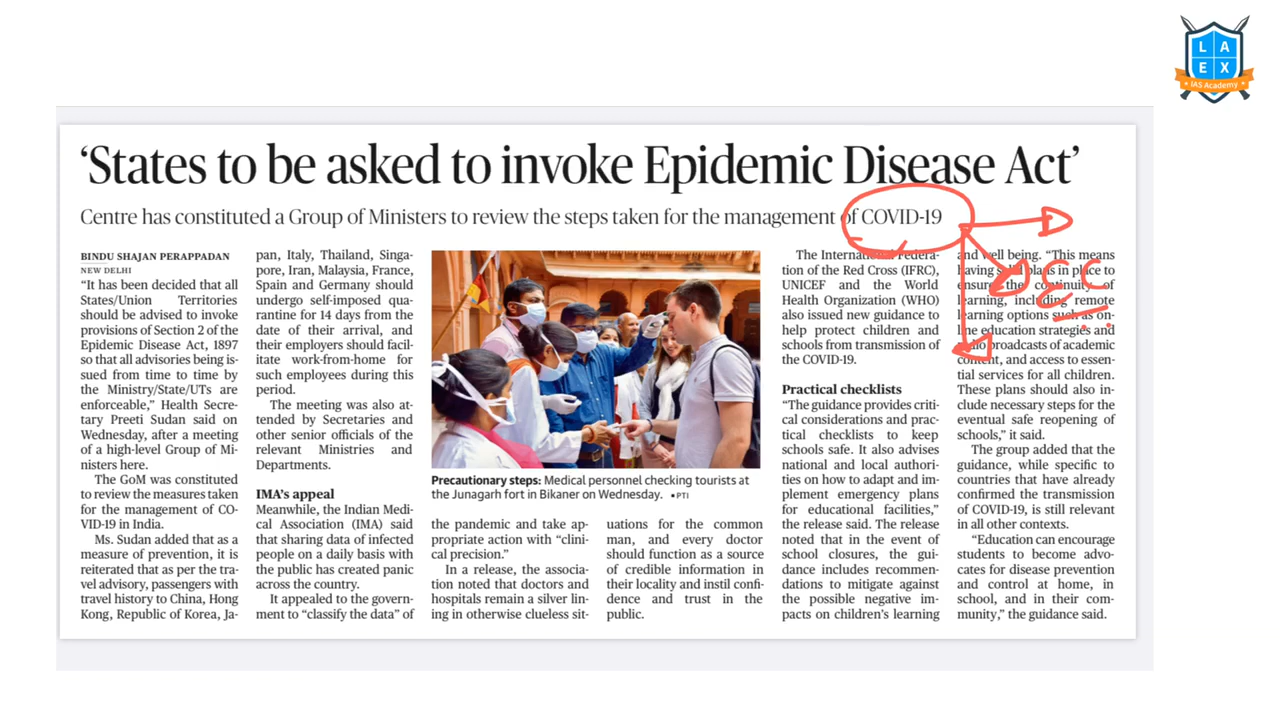 L A
E X
IAS Academy
‘States to be asked to invoke Epidemic Disease Act’
Centre has constituted a Group of Ministers to review the steps taken for the management of COVID-19
BINDU SHAJAN PERAPPADAN
NEW DELHI
“It has been decided that all
States/Union Territories
should be advised to invoke
provisions of Section 2 of the
Epidemic Disease Act, 1897
so that all advisories being is-
sued from time to time by
the Ministry/State/UTs are
enforceable,” Health Secre-
tary Preeti Sudan said on
Wednesday, after a meeting
of a high-level Group of Mi-
nisters here.
The GoM was constituted
to review the measures taken
for the management of CO-
VID-19 in India.
Ms. Sudan added that as a
measure of prevention, it is
reiterated that as per the tra-
vel advisory, passengers with
travel history to China, Hong
Kong, Republic of Korea, Ja-
pan, Italy, Thailand, Singa-
pore, Iran, Malaysia, France,
Spain and Germany should
undergo self-imposed qua-
rantine for 14 days from the
date of their arrival, and
their employers should facil-
itate work-from-home for
such employees during this
period.
The meeting was also at-
tended by Secretaries and
other senior officials of the
relevant Ministries and
Departments.
IMA’s appeal
Meanwhile, the Indian Medi-
cal Association (IMA) said
that sharing data of infected
people on a daily basis with
the public has created panic
across the country.
It appealed to the govern-
ment to “classify the data” of
Precautionary steps: Medical personnel checking tourists at
the Junagarh fort in Bikaner on Wednesday. ▪PTI
the pandemic and take ap-
propriate action with “clini-
cal precision.”
In a release, the associa-
tion noted that doctors and
hospitals remain a silver lin-
ing in otherwise clueless sit-
uations for the common
man, and every doctor
should function as a source
of credible information in
their locality and instil confi-
dence and trust in the
public.
The International Federa-
tion of the Red Cross (IFRC),
UNICEF and the World
Health Organization (WHO)
also issued new guidance to
help protect children and
schools from transmission of
the COVID-19.
Practical checklists
“The guidance provides criti-
cal considerations and prac-
tical checklists to keep
schools safe. It also advises
national and local authori-
ties on how to adapt and im-
plement emergency plans
for educational facilities,”
the release said. The release
noted that in the event of
school closures, the gui-
dance includes recommen-
dations to mitigate against
the possible negative im-
pacts on children’s learning
and well being. “This means
having solid plans in place to
ensure the continuity of
learning, including remote
learning options such as on-
line education strategies and
radio broadcasts of academic
content, and access to essen-
tial services for all children.
These plans should also in-
clude necessary steps for the
eventual safe reopening of
schools,” it said.
The group added that the
guidance, while specific to
countries that have already
confirmed the transmission
of COVID-19, is still relevant
in all other contexts.
“Education can encourage
students to become advo-
cates for disease prevention
and control at home, in
school, and in their com-
munity,” the guidance said.